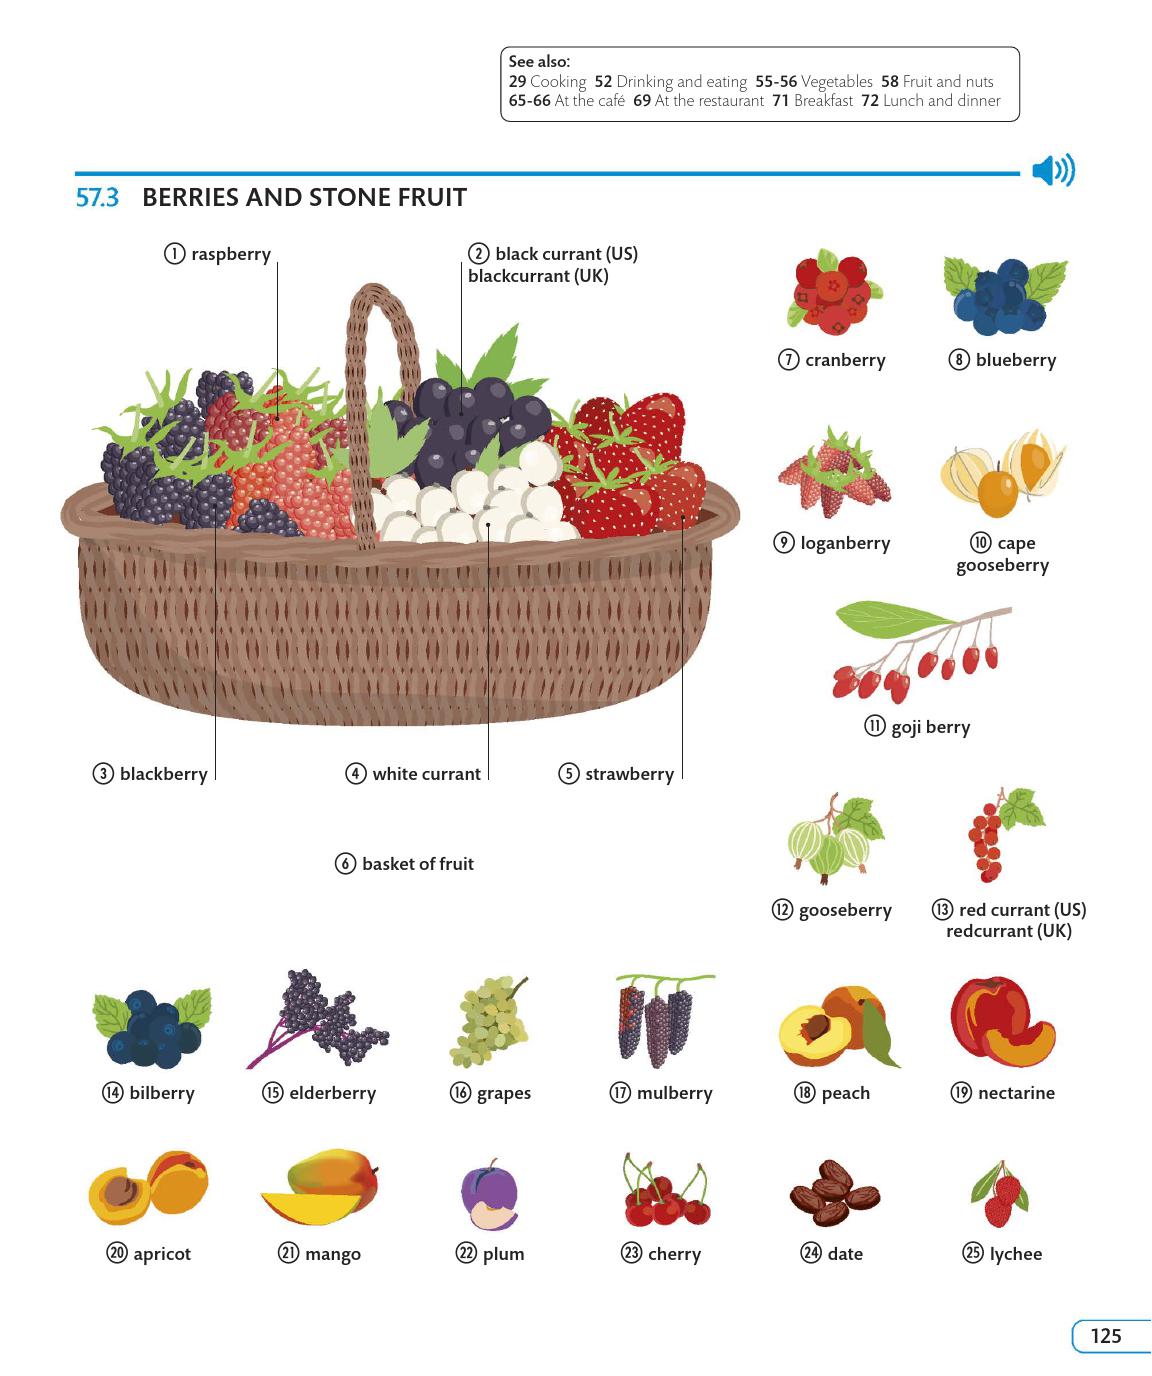 See also:
29 Cooking 52 Drinking and eating 55-56 Vegetables 58 Fruit and nuts
65-66 At the café 69 At the restaurant 71 Breakfast 72 Lunch and dinner
57.3 BERRIES AND STONE FRUIT
1 raspberry
2 black currant (US)
blackcurrant (UK)
3 blackberry
4 white currant
5 strawberry
6 basket of fruit
7 cranberry
8 blueberry
9 loganberry
10 cape
gooseberry
11 goji berry
12 gooseberry
13 red currant (US)
redcurrant (UK)
14 bilberry
15 elderberry
16 grapes
17 mulberry
18 peach
19 nectarine
20 apricot
21 mango
22 plum
23 cherry
24 date
25 lychee
125